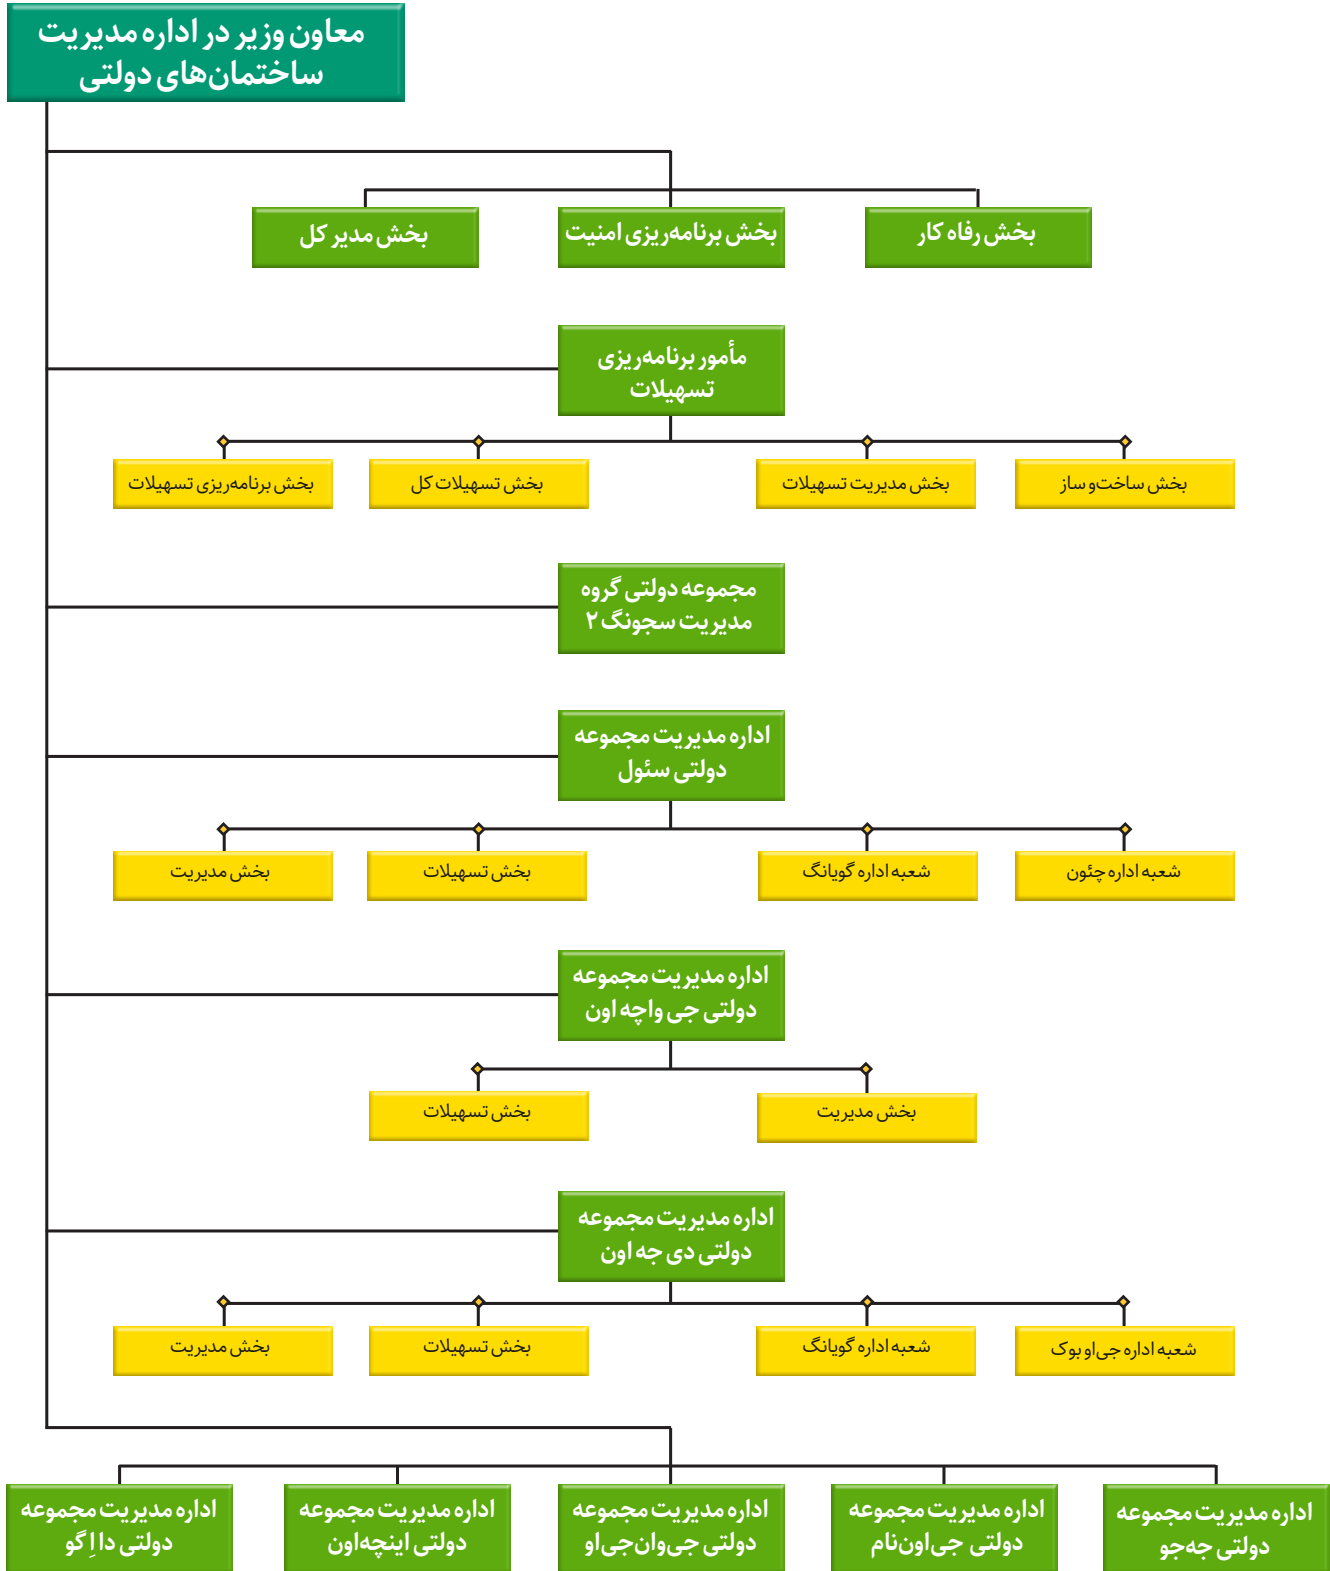 معاون وزیر در اداره مدیریت
ساختمان‌های دولتی
بخش رفاه کار
بخش برنامه‌ریزی امنیت
بخش مدیر کل
مأمور برنامه‌ریزی
تسهیلات
بخش ساخت‌و ساز
بخش مدیریت تسهیلات
بخش تسهیلات کل
بخش برنامه‌ریزی تسهیلات
مجموعه دولتی گروه
مدیریت سجونگ ۲
اداره مدیریت مجموعه
دولتی سئول
شعبه اداره چئون
شعبه اداره گویانگ
بخش تسهیلات
بخش مدیریت
اداره مدیریت مجموعه
دولتی جی واچه اون
بخش مدیریت
بخش تسهیلات
اداره مدیریت مجموعه
دولتی دی جه اون
شعبه اداره جی‌او بوک
شعبه اداره گویانگ
بخش تسهیلات
بخش مدیریت
اداره مدیریت مجموعه
دولتی جه‌جو
اداره مدیریت مجموعه
دولتی جی‌اون‌نام
اداره مدیریت مجموعه
دولتی جی‌وان‌جی‌او
اداره مدیریت مجموعه
دولتی اینچه‌اون
اداره مدیریت مجموعه
دولتی دا اِ گو